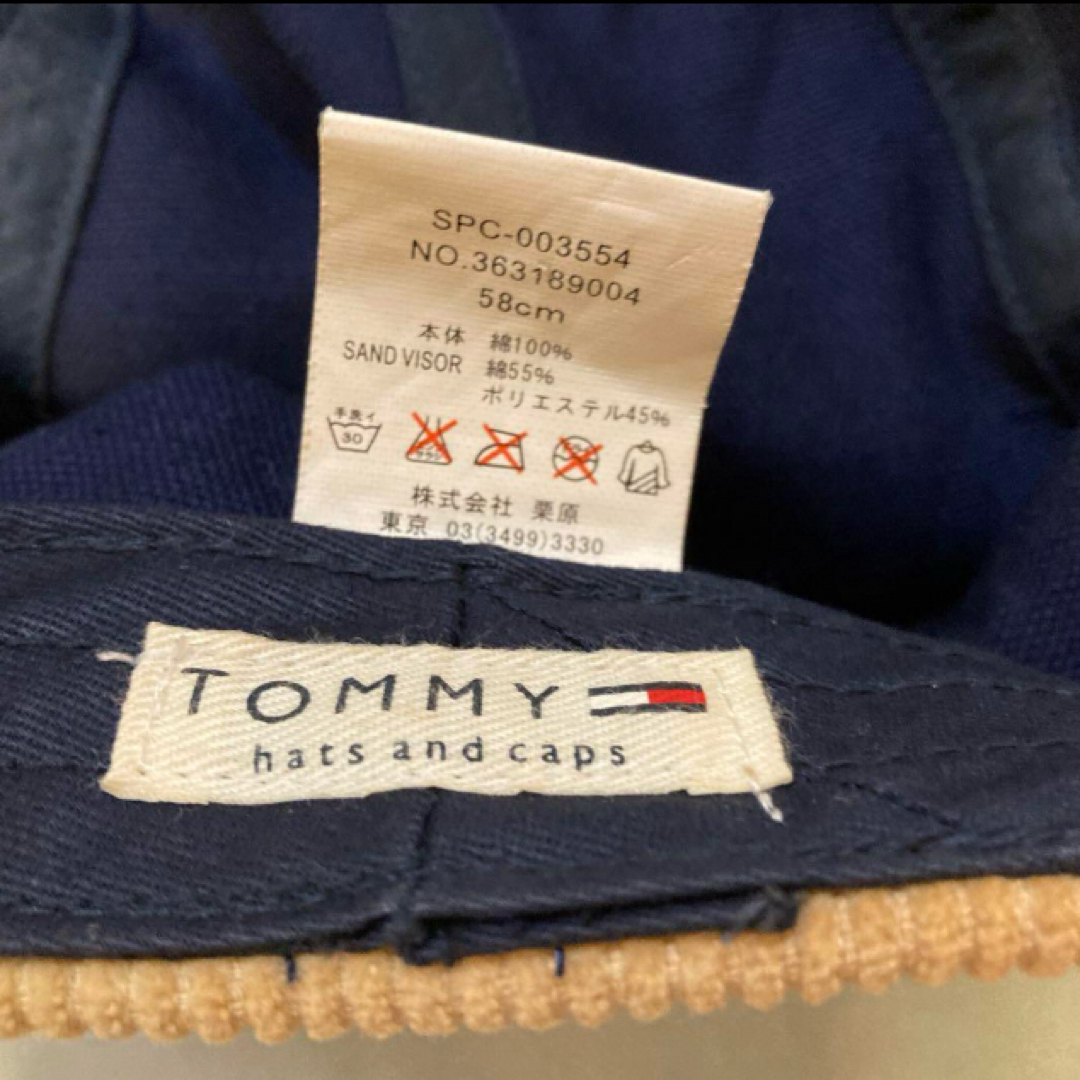 SPC-003554
NO.363189004
58cm
本体 綿100%
SAND VISOR 綿55%
ポリエステル45%
手洗イ
30
株式会社 栗原
東京 03(3499)3330
TOMMY
hats and caps